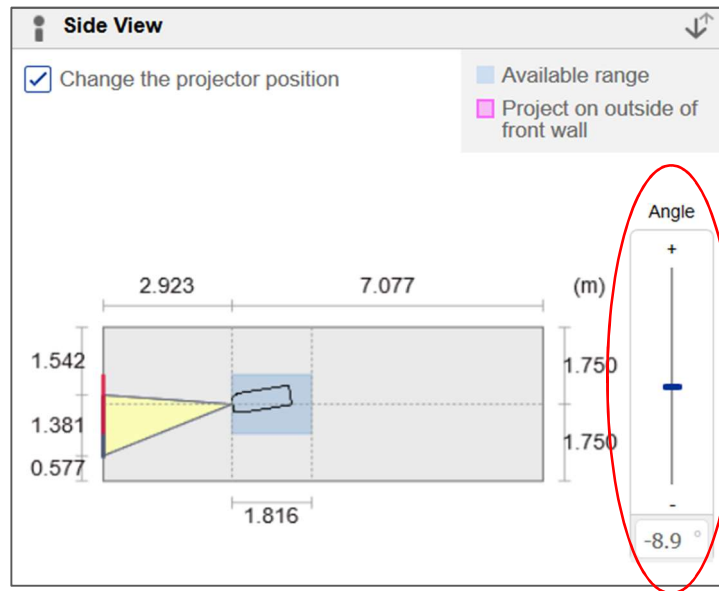 Side View
Change the projector position
Available range
Project on outside of
front wall
Angle
+
2.923
7.077
(m)
1.542
1.750
1.381
1.750
0.577
1.816
-
-8.9 °